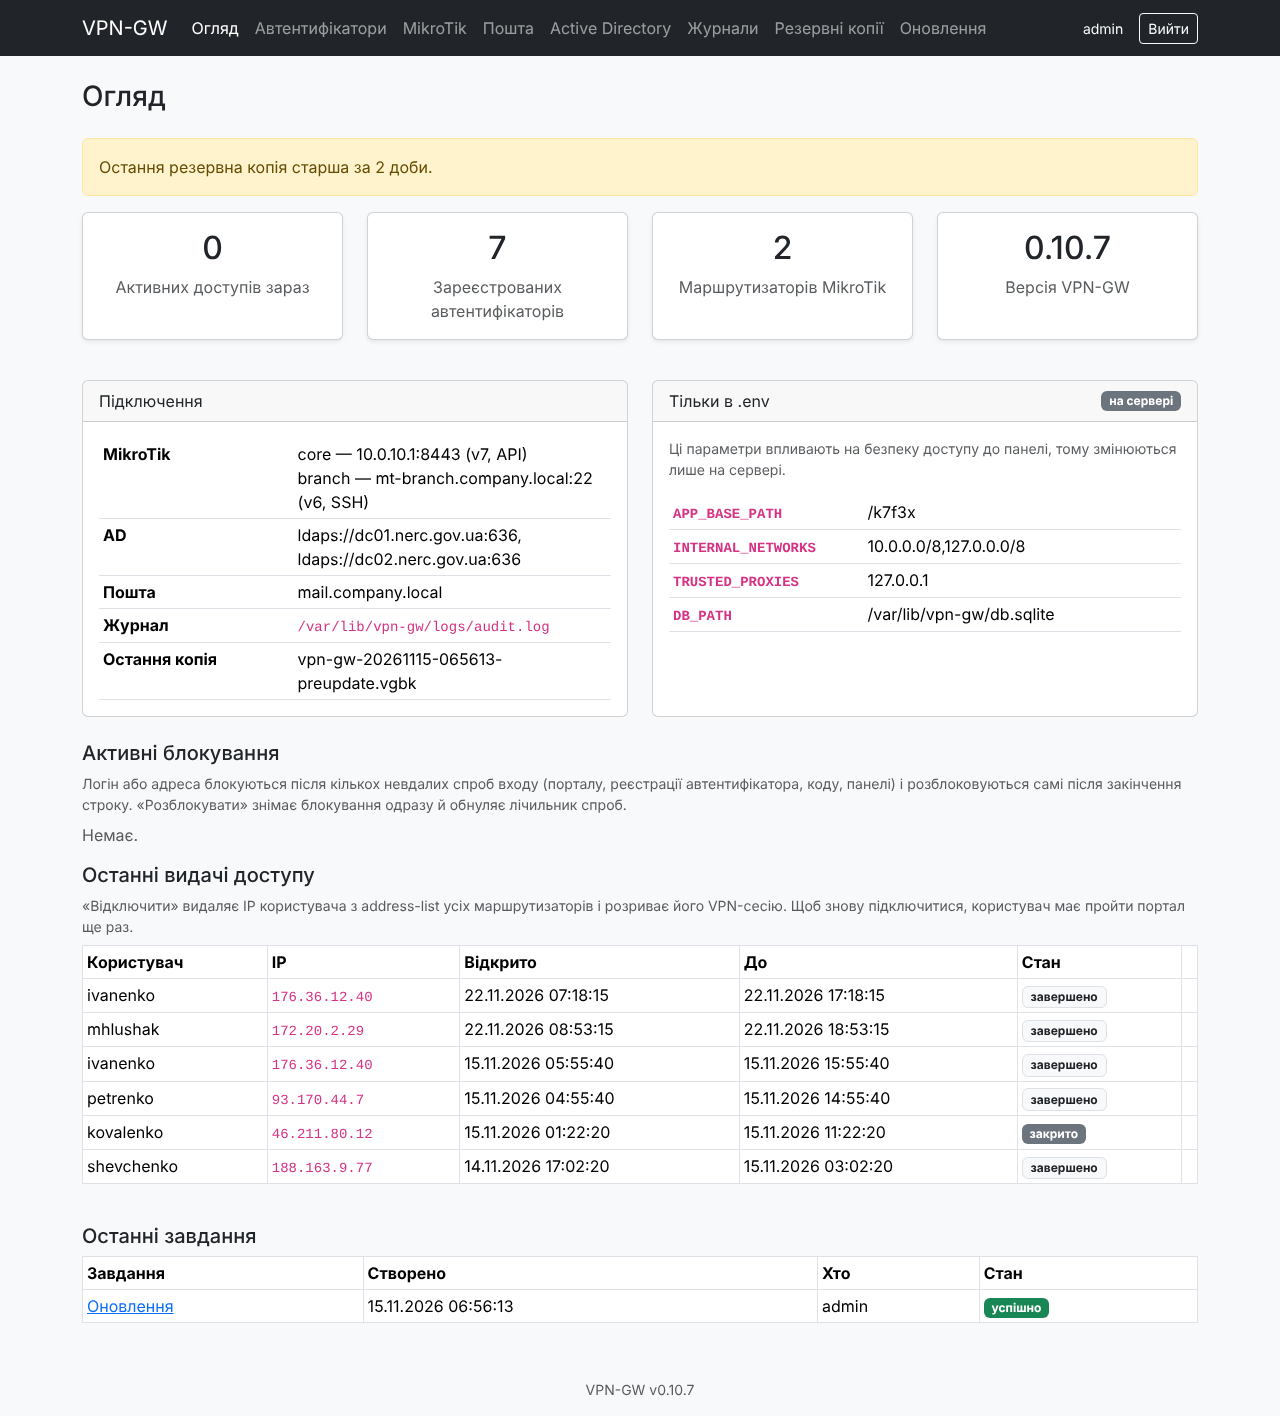 VPN-GW Огляд Автентифікатори MikroTik Пошта Active Directory Журнали Резервні копії Оновлення admin Вийти
Огляд
Остання резервна копія старша за 2 доби.
0
Активних доступів зараз
7
Зареєстрованих
автентифікаторів
2
Маршрутизаторів MikroTik
0.10.7
Версія VPN-GW
Підключення
MikroTik core — 10.0.10.1:8443 (v7, API)
branch — mt-branch.company.local:22
(v6, SSH)
AD ldaps://dc01.nerc.gov.ua:636,
ldaps://dc02.nerc.gov.ua:636
Пошта mail.company.local
Журнал /var/lib/vpn-gw/logs/audit.log
Остання копія vpn-gw-20261115-065613-
preupdate.vgbk
Тільки в .env на сервері
Ці параметри впливають на безпеку доступу до панелі, тому змінюються
лише на сервері.
APP_BASE_PATH /k7f3x
INTERNAL_NETWORKS 10.0.0.0/8,127.0.0.0/8
TRUSTED_PROXIES 127.0.0.1
DB_PATH /var/lib/vpn-gw/db.sqlite
Активні блокування
Логін або адреса блокуються після кількох невдалих спроб входу (порталу, реєстрації автентифікатора, коду, панелі) і розблоковуються самі після закінчення
строку. «Розблокувати» знімає блокування одразу й обнуляє лічильник спроб.
Немає.
Останні видачі доступу
«Відключити» видаляє IP користувача з address-list усіх маршрутизаторів і розриває його VPN-сесію. Щоб знову підключитися, користувач має пройти портал
ще раз.
Користувач IP Відкрито До Стан
ivanenko 176.36.12.40 22.11.2026 07:18:15 22.11.2026 17:18:15 завершено
mhlushak 172.20.2.29 22.11.2026 08:53:15 22.11.2026 18:53:15 завершено
ivanenko 176.36.12.40 15.11.2026 05:55:40 15.11.2026 15:55:40 завершено
petrenko 93.170.44.7 15.11.2026 04:55:40 15.11.2026 14:55:40 завершено
kovalenko 46.211.80.12 15.11.2026 01:22:20 15.11.2026 11:22:20 закрито
shevchenko 188.163.9.77 14.11.2026 17:02:20 15.11.2026 03:02:20 завершено
Останні завдання
Завдання Створено Хто Стан
Оновлення 15.11.2026 06:56:13 admin успішно
VPN-GW v0.10.7